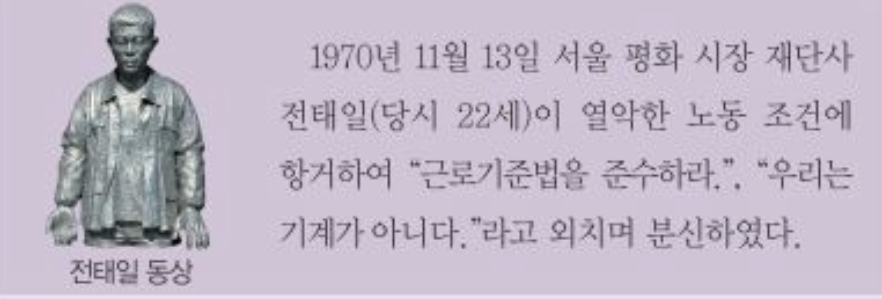 1970년 11월 13일 서울 평화 시장 재단사
전태일(당시 22세)이 열악한 노동 조건에
항거하여 “근로기준법을 준수하라.”, “우리는
기계가 아니다.”라고 외치며 분신하였다.
전태일 동상